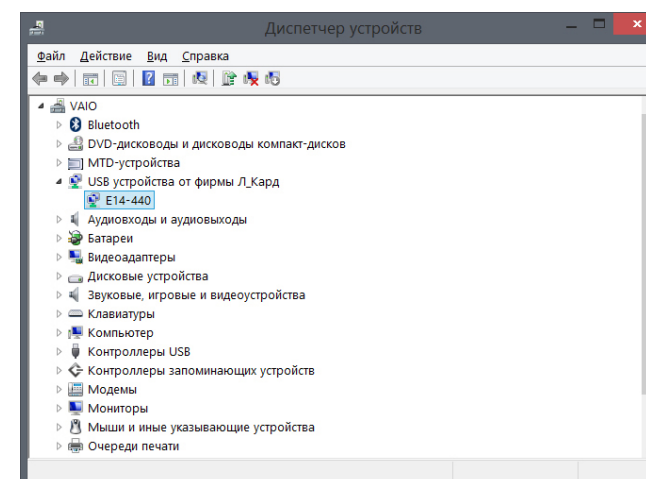 Диспетчер устройств
Файл Действие Вид Справка
VAIO
Bluetooth
DVD-дисководы и дисководы компакт-дисков
MTD-устройства
USB устройства от фирмы Л_Кард
E14-440
Аудиовходы и аудиовыходы
Батареи
Видеоадаптеры
Дисковые устройства
Звуковые, игровые и видеоустройства
Клавиатуры
Компьютер
Контроллеры USB
Контроллеры запоминающих устройств
Модемы
Мониторы
Мыши и иные указывающие устройства
Очереди печати